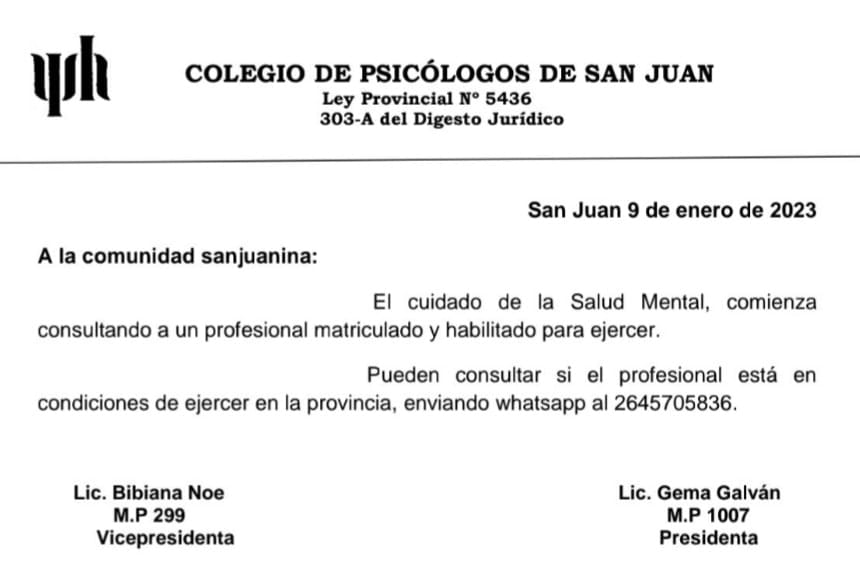 COLEGIO DE PSICÓLOGOS DE SAN JUAN
Ley Provincial Nº 5436
303-A del Digesto Jurídico
San Juan 9 de enero de 2023
A la comunidad sanjuanina:
El cuidado de la Salud Mental, comienza
consultando a un profesional matriculado y habilitado para ejercer.
Pueden consultar si el profesional está en
condiciones de ejercer en la provincia, enviando whatsapp al 2645705836.
Lic. Bibiana Noe
M.P 299
Vicepresidenta
Lic. Gema Galván
M.P 1007
Presidenta